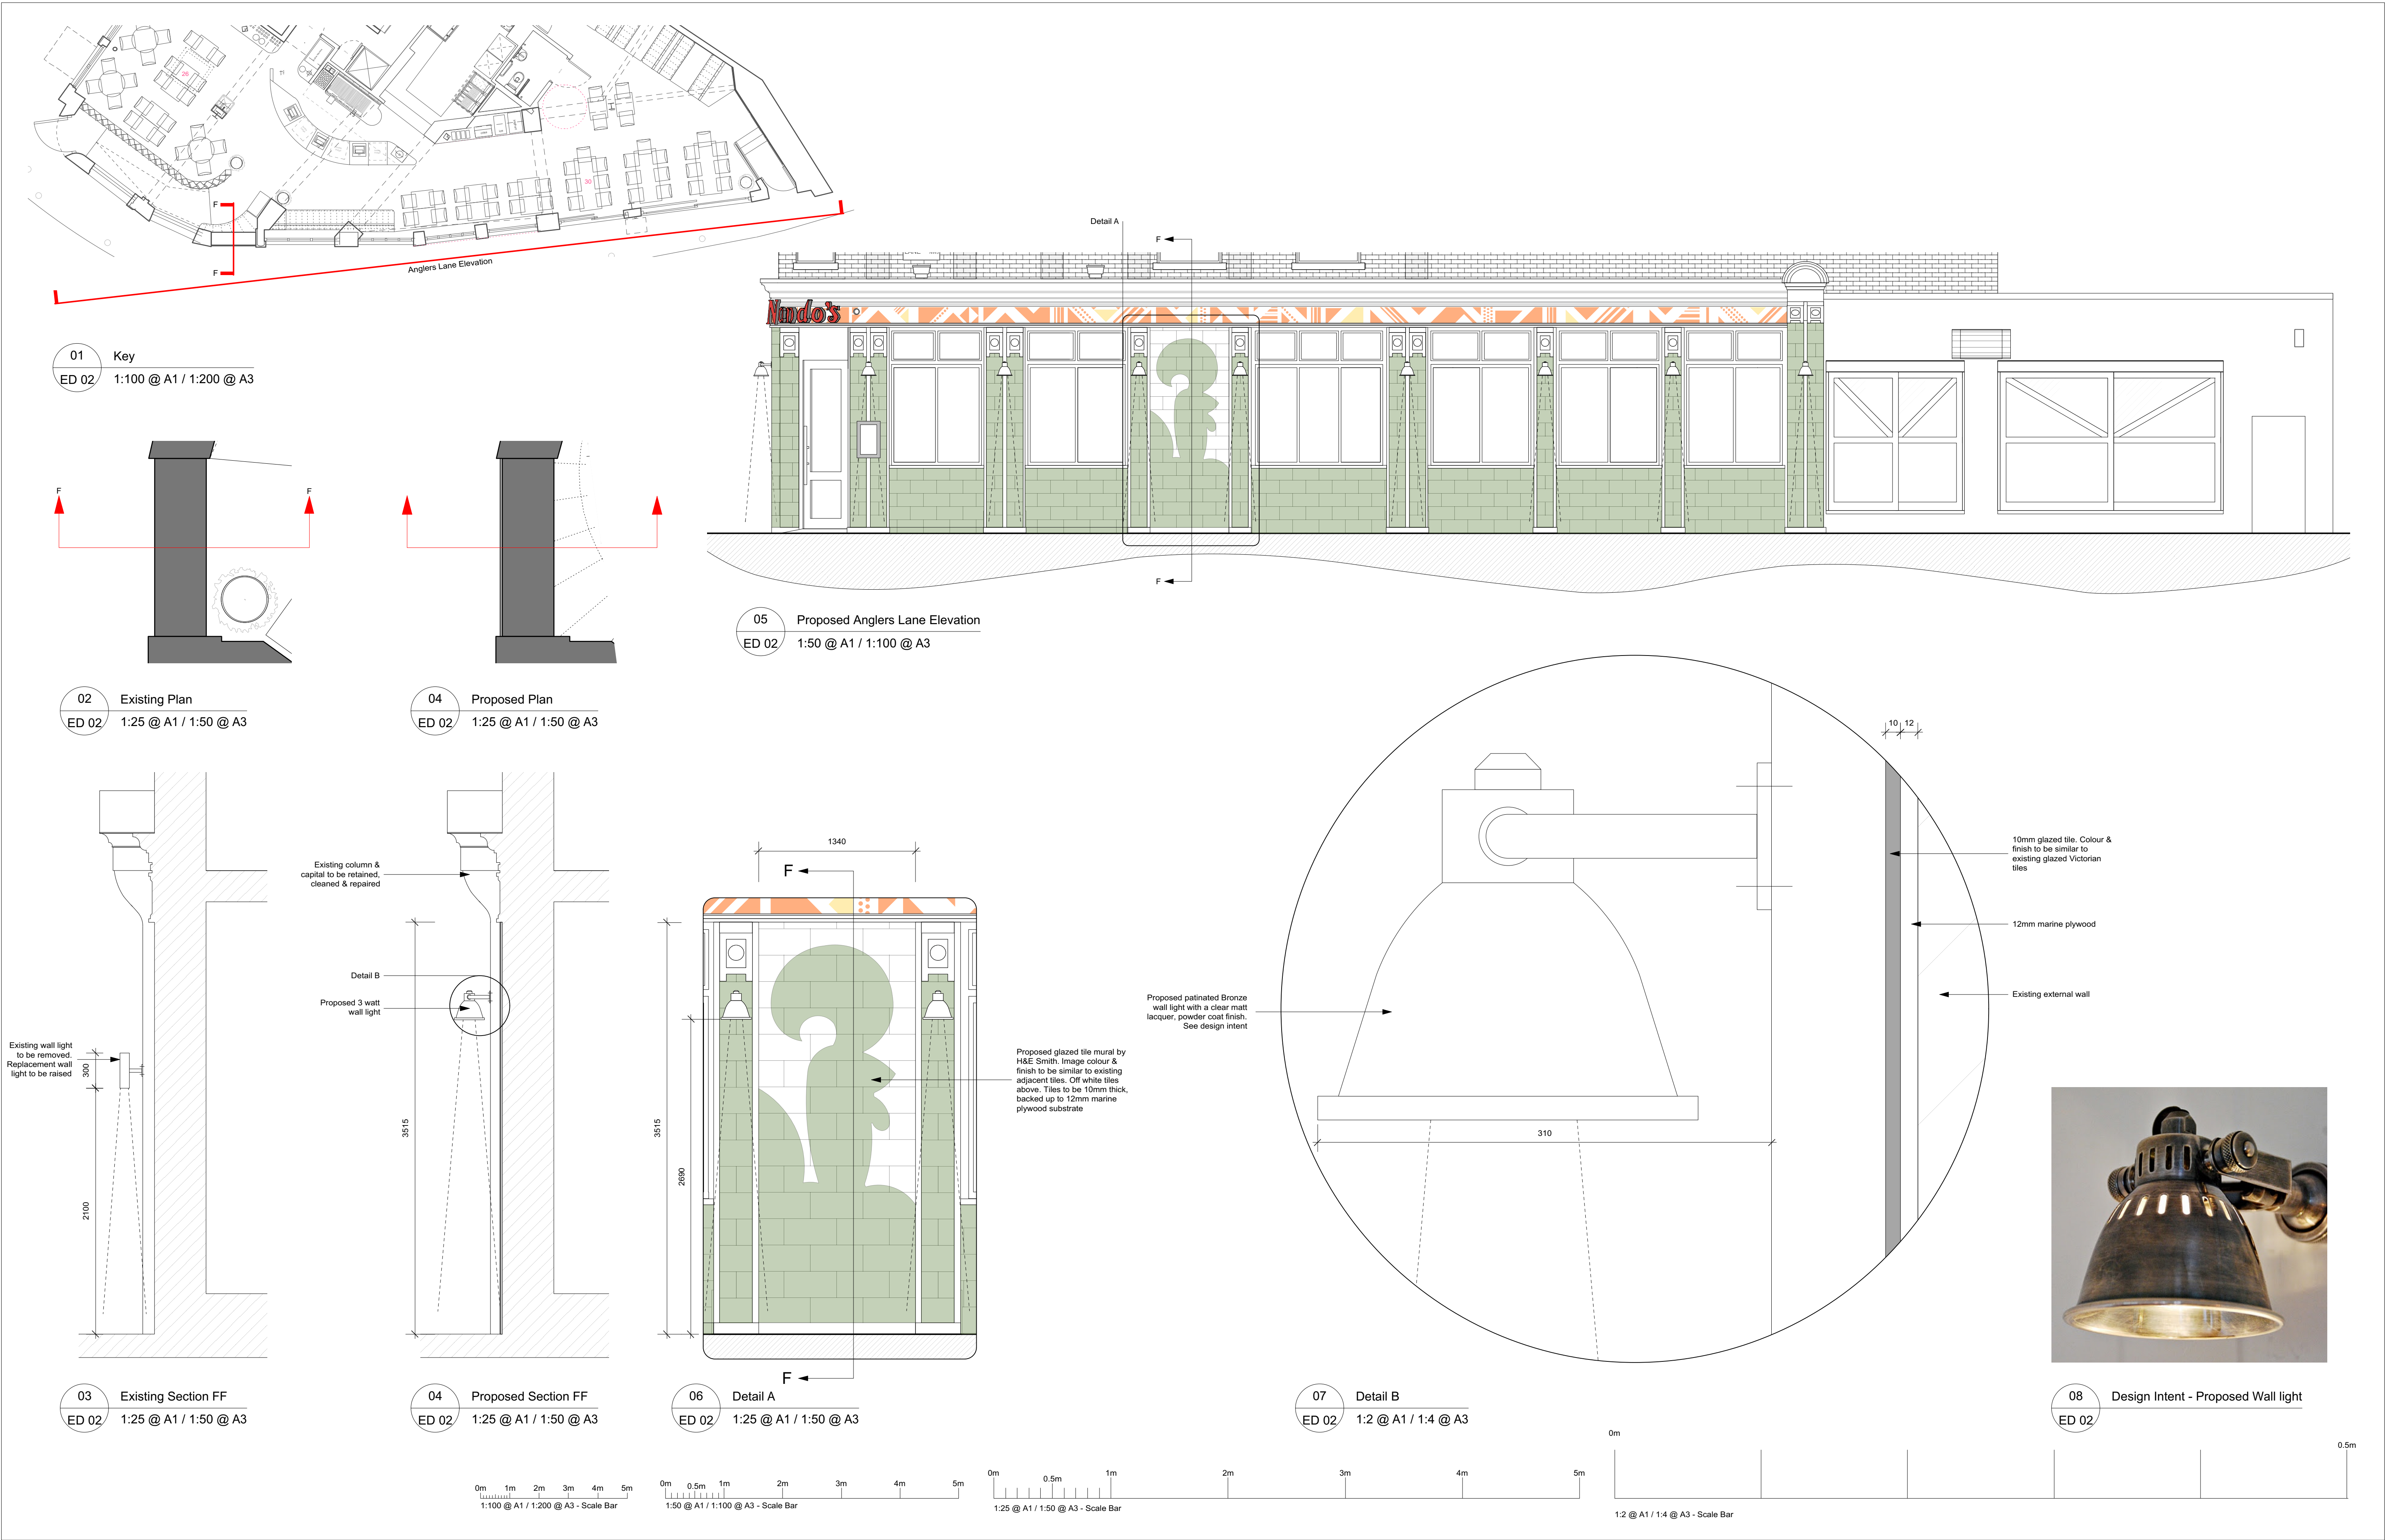 28
30
F
F
Anglers Lane Elevation
01
ED 02
Key
1:100 @ A1 / 1:200 @ A3
Detail A
F
Nando's
F
05
ED 02
Proposed Anglers Lane Elevation
1:50 @ A1 / 1:100 @ A3
F
F
02
ED 02
Existing Plan
1:25 @ A1 / 1:50 @ A3
04
ED 02
Proposed Plan
1:25 @ A1 / 1:50 @ A3
Existing wall light
to be removed.
Replacement wall
light to be raised
300
2100
03
ED 02
Existing Section FF
1:25 @ A1 / 1:50 @ A3
Existing column &
capital to be retained,
cleaned & repaired
Detail B
Proposed 3 watt
wall light
3515
04
ED 02
Proposed Section FF
1:25 @ A1 / 1:50 @ A3
1340
F
3515
2690
Proposed glazed tile mural by
H&E Smith. Image colour &
finish to be similar to existing
adjacent tiles. Off white tiles
above. Tiles to be 10mm thick,
backed up to 12mm marine
plywood substrate
F
06
ED 02
Detail A
1:25 @ A1 / 1:50 @ A3
10
12
10mm glazed tile. Colour &
finish to be similar to
existing glazed Victorian
tiles
12mm marine plywood
Existing external wall
Proposed patinated Bronze
wall light with a clear matt
lacquer, powder coat finish.
See design intent
310
07
ED 02
Detail B
1:2 @ A1 / 1:4 @ A3
08
ED 02
Design Intent - Proposed Wall light
0m 1m 2m 3m 4m 5m
1:100 @ A1 / 1:200 @ A3 - Scale Bar
0m 0.5m 1m 2m 3m 4m 5m
1:50 @ A1 / 1:100 @ A3 - Scale Bar
0m 0.5m 1m 2m 3m 4m 5m
1:25 @ A1 / 1:50 @ A3 - Scale Bar
0m 0.5m
1:2 @ A1 / 1:4 @ A3 - Scale Bar